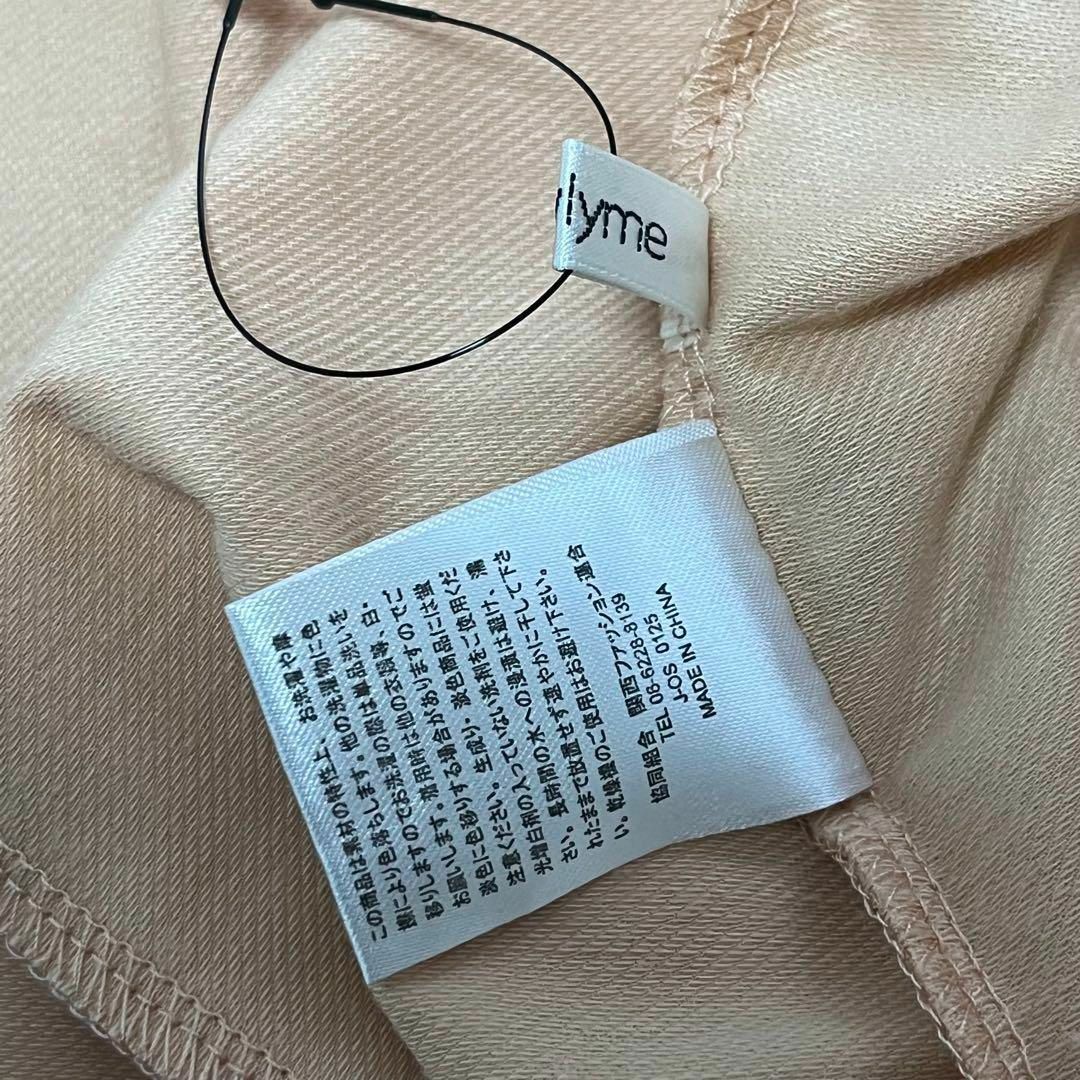 lyme
この商品は素材の特性上、お洗濯や摩
擦により色落ちします。他の洗濯物に色
移りしますのでお洗濯の際は単品洗いを
お願いします。着用時は他の衣類等、白・
淡色に色移りする場合がありますのでご
注意ください。生成り・淡色商品には蛍
光増白剤の入っていない洗剤をご使用くだ
さい。長時間の水への浸漬は避け、濡
れたままで放置せず速やかに干して下さ
い。乾燥機のご使用はお避け下さい。
協同組合 関西ファッション連合
TEL 06-6228-8139
JOS 0125
MADE IN CHINA